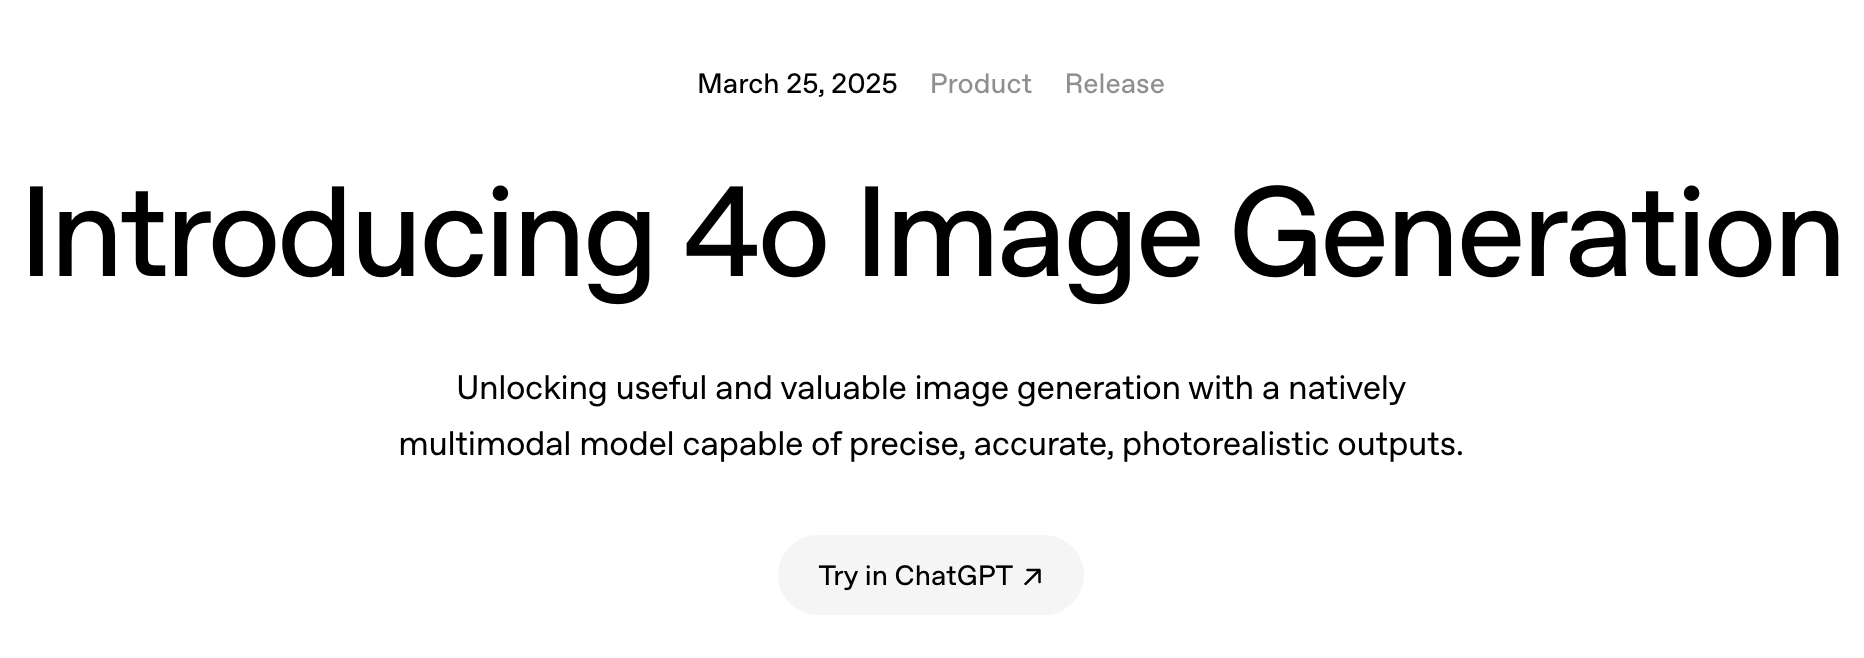 March 25, 2025 Product Release
Introducing 4o Image Generation
Unlocking useful and valuable image generation with a natively
multimodal model capable of precise, accurate, photorealistic outputs.
Try in ChatGPT ↗